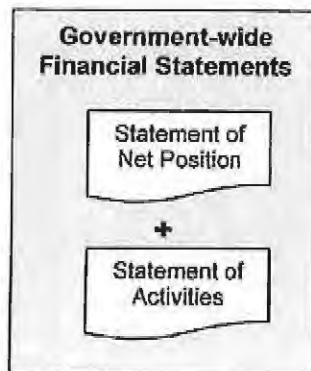 Government-wide
Financial Statements
Statement of
Net Position
+
Statement of
Activities